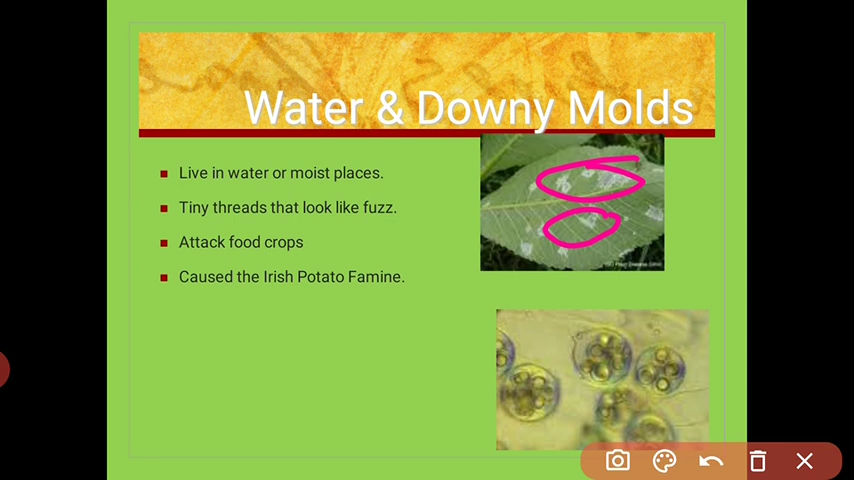 Water & Downy Molds
Live in water or moist places.
Tiny threads that look like fuzz.
Attack food crops
Caused the Irish Potato Famine.